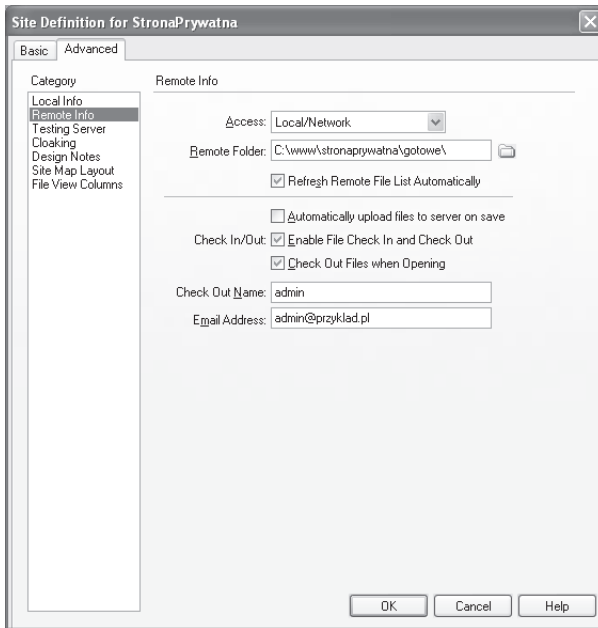 Site Definition for StronaPrywatna
Basic Advanced
Category
Local Info
Remote Info
Testing Server
Cloaking
Design Notes
Site Map Layout
File View Columns
Remote Info
Access: Local/Network
Remote Folder: C:\www\stronaprywatna\gotowe\
Refresh Remote File List Automatically
Automatically upload files to server on save
Check In/Out: Enable File Check In and Check Out
Check Out Files when Opening
Check Out Name: admin
Email Address: admin@przyklad.pl
OK Cancel Help